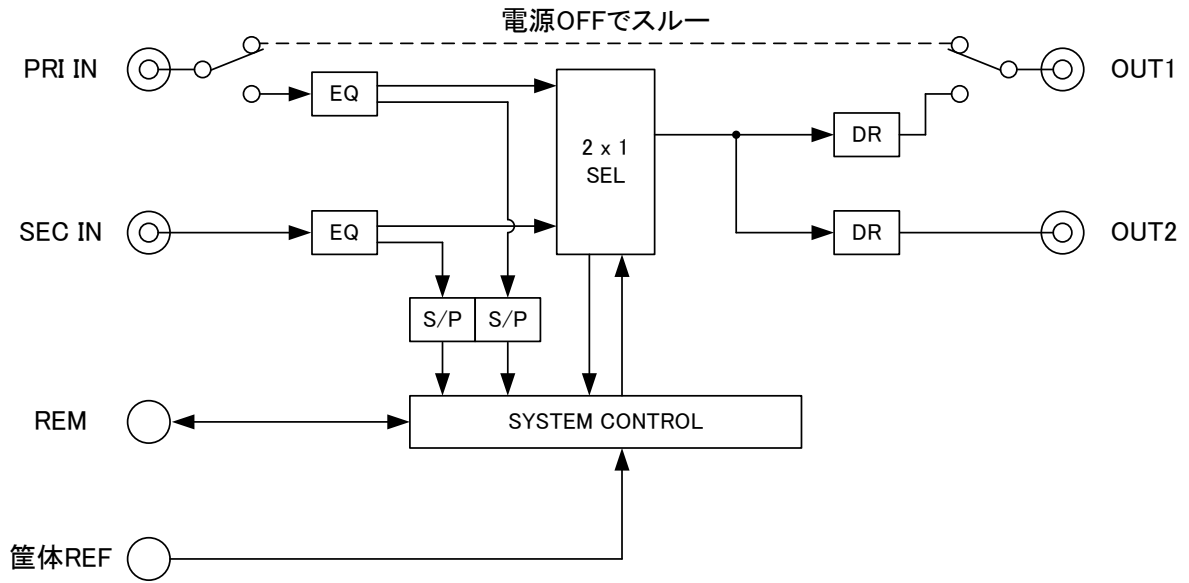 電源OFFでスルー
PRI IN
OUT1
EQ
2 x 1
SEL
DR
SEC IN
EQ
DR
OUT2
S/P
S/P
REM
SYSTEM CONTROL
筐体REF